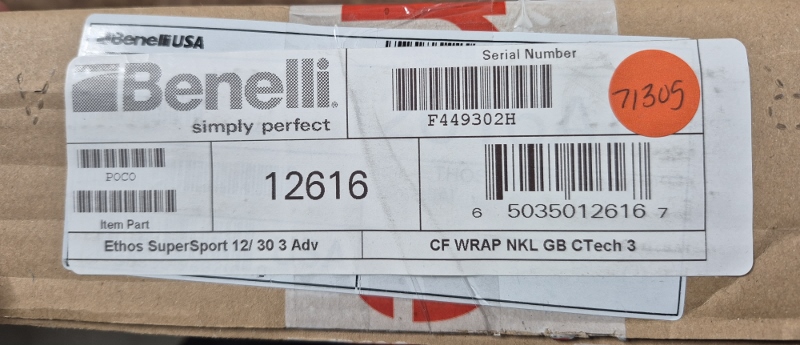 Benelli USA
Benelli
simply perfect
Serial Number
F449302H
71305
POCO
Item Part
12616
6 5035012616 7
Ethos SuperSport 12/ 30 3 Adv
CF WRAP NKL GB CTech 3